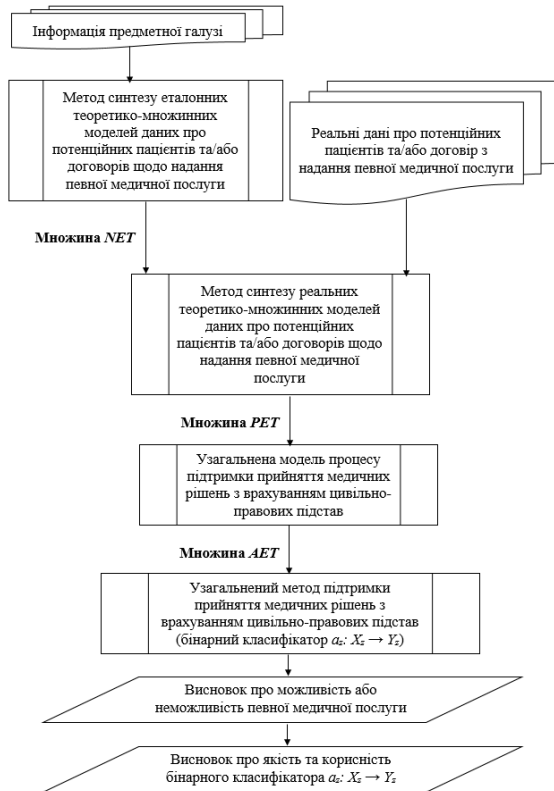 Інформація предметної галузі
Метод синтезу еталонних
теоретико-множинних
моделей даних про
потенційних пацієнтів та/або
договорів щодо надання
певної медичної послуги
Реальні дані про потенційних
пацієнтів та/або договір з
надання певної медичної послуги
Множина NET
Метод синтезу реальних
теоретико-множинних моделей
даних про потенційних
пацієнтів та/або договорів щодо
надання певної медичної
послуги
Множина PET
Узагальнена модель процесу
підтримки прийняття медичних
рішень з врахуванням цивільно-
правових підстав
Множина AET
Узагальнений метод підтримки
прийняття медичних рішень з
врахуванням цивільно-правових підстав
(бінарний класифікатор aₛ: Xₛ → Yₛ)
Висновок про можливість або
неможливість певної медичної послуги
Висновок про якість та корисність
бінарного класифікатора aₛ: Xₛ → Yₛ